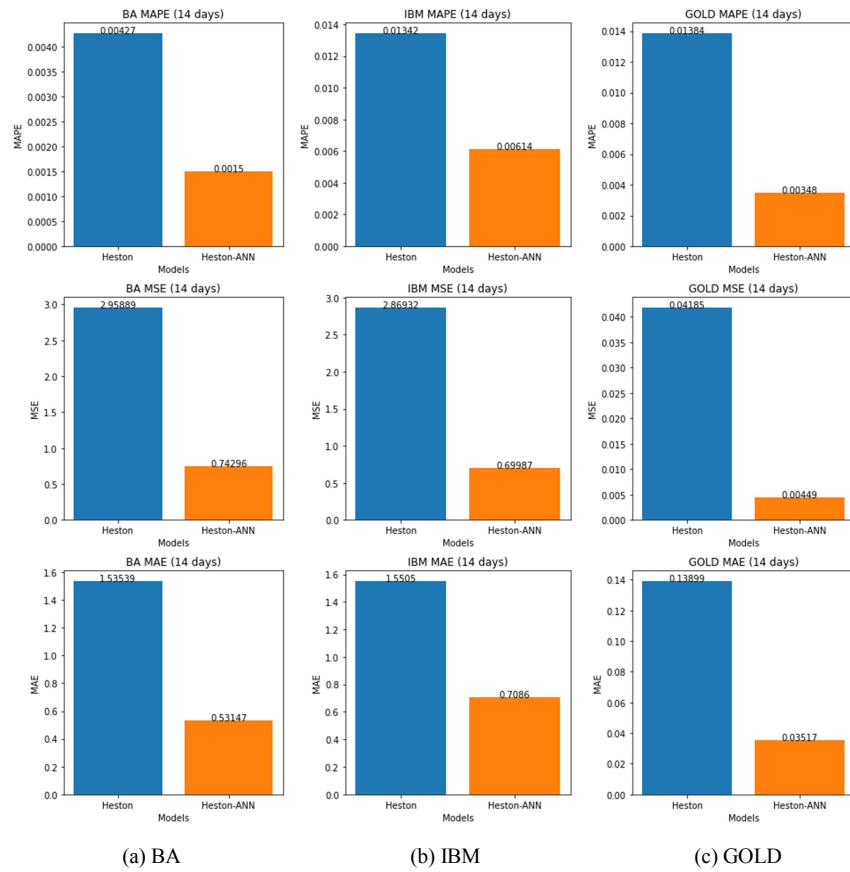 BA MAPE (14 days)
0.00427
0.0040
0.0035
0.0030
0.0025
0.0020
0.0015
0.0010
0.0005
0.0000
MAPE
0.0015
Heston
Heston-ANN
Models
IBM MAPE (14 days)
0.014
0.01342
0.012
0.010
0.008
0.006
0.004
0.002
0.000
MAPE
0.00614
Heston
Heston-ANN
Models
GOLD MAPE (14 days)
0.014
0.01384
0.012
0.010
0.008
0.006
0.004
0.002
0.000
MAPE
0.00348
Heston
Heston-ANN
Models
BA MSE (14 days)
3.0
2.95889
2.5
2.0
1.5
1.0
0.5
0.0
MSE
0.74296
Heston
Heston-ANN
Models
IBM MSE (14 days)
3.0
2.86932
2.5
2.0
1.5
1.0
0.5
0.0
MSE
0.69987
Heston
Heston-ANN
Models
GOLD MSE (14 days)
0.04185
0.040
0.035
0.030
0.025
0.020
0.015
0.010
0.005
0.000
MSE
0.00449
Heston
Heston-ANN
Models
BA MAE (14 days)
1.6
1.53539
1.4
1.2
1.0
0.8
0.6
0.4
0.2
0.0
MAE
0.53147
Heston
Heston-ANN
Models
IBM MAE (14 days)
1.6
1.5505
1.4
1.2
1.0
0.8
0.6
0.4
0.2
0.0
MAE
0.7086
Heston
Heston-ANN
Models
GOLD MAE (14 days)
0.14
0.13899
0.12
0.10
0.08
0.06
0.04
0.02
0.00
MAE
0.03517
Heston
Heston-ANN
Models
(a) BA
(b) IBM
(c) GOLD